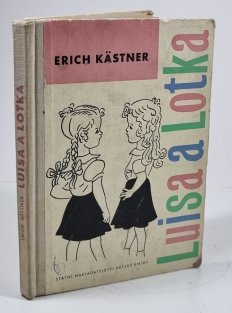 ERICH KÄSTNER
Luisa a Lotka
STÁTNÍ NAKLADATELSTVÍ DĚTSKÉ KNIHY
ERICH KÄSTNER LUISA A LOTKA